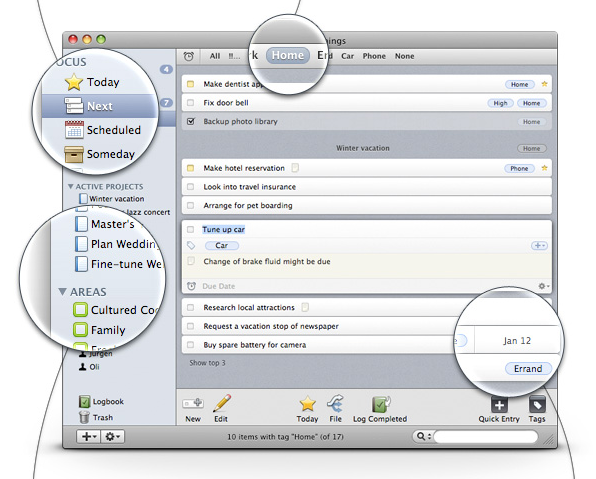 ings
All !!... k Home E d Car Phone None
OCUS
Today
Next
Scheduled
Someday
4
7
ACTIVE PROJECTS
Winter vacation
Jazz concert
Master's
Plan Wedding
Fine-tune We
AREAS
Cultured Co
Family
Jurgen
Oli
Logbook
Trash
Make dentist app Home
Fix door bell High Home
Backup photo library Home
Winter vacation Home
Make hotel reservation Phone
Look into travel insurance
Arrange for pet boarding
Tune up car
Car
Change of brake fluid might be due
Due Date
Research local attractions
Request a vacation stop of newspaper
Buy spare battery for camera
Show top 3
e Jan 12
Errand
New Edit Today File Log Completed Quick Entry Tags
10 items with tag "Home" (of 17)